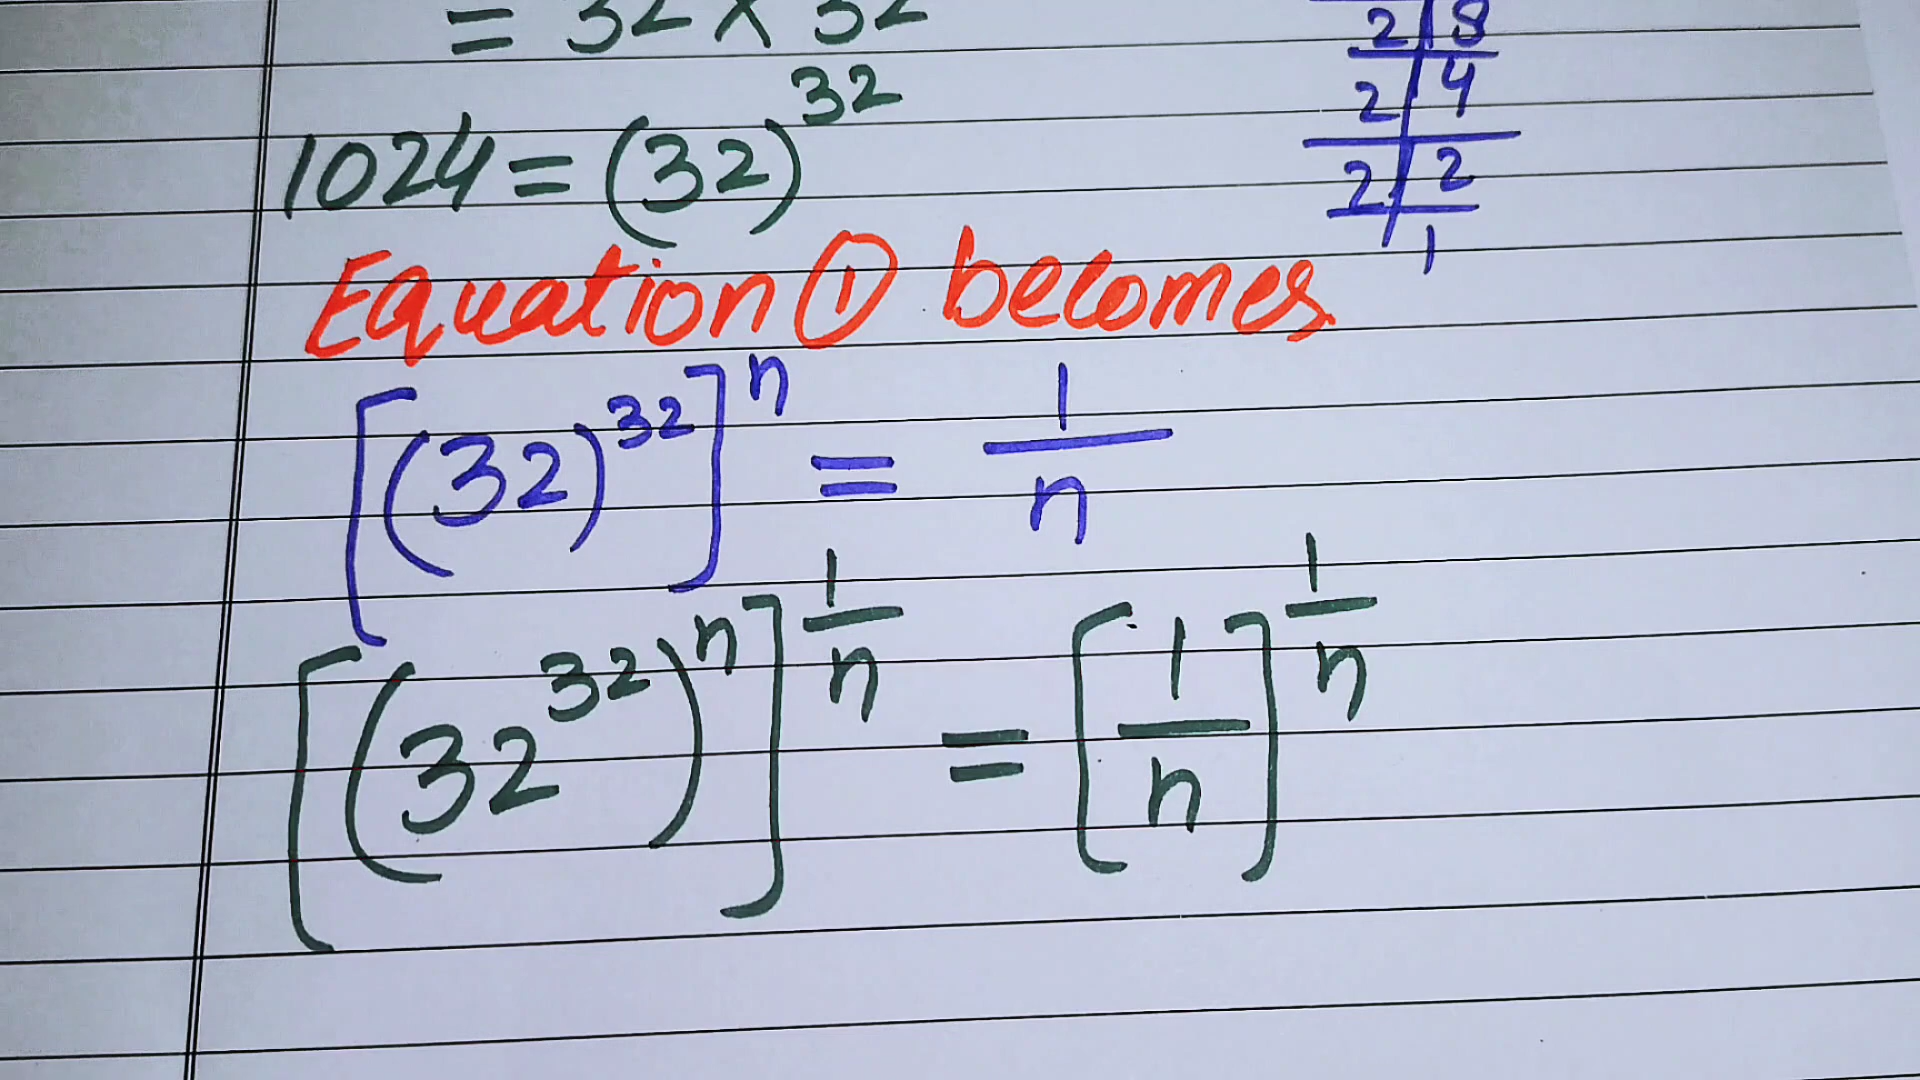 = 32 × 32
1024 = (32)^32
2 | 8
2 | 4
2 | 2
1
Equation ① becomes
[(32)^32]^n = 1/n
[(32^32)^n]^(1/n) = [1/n]^(1/n)